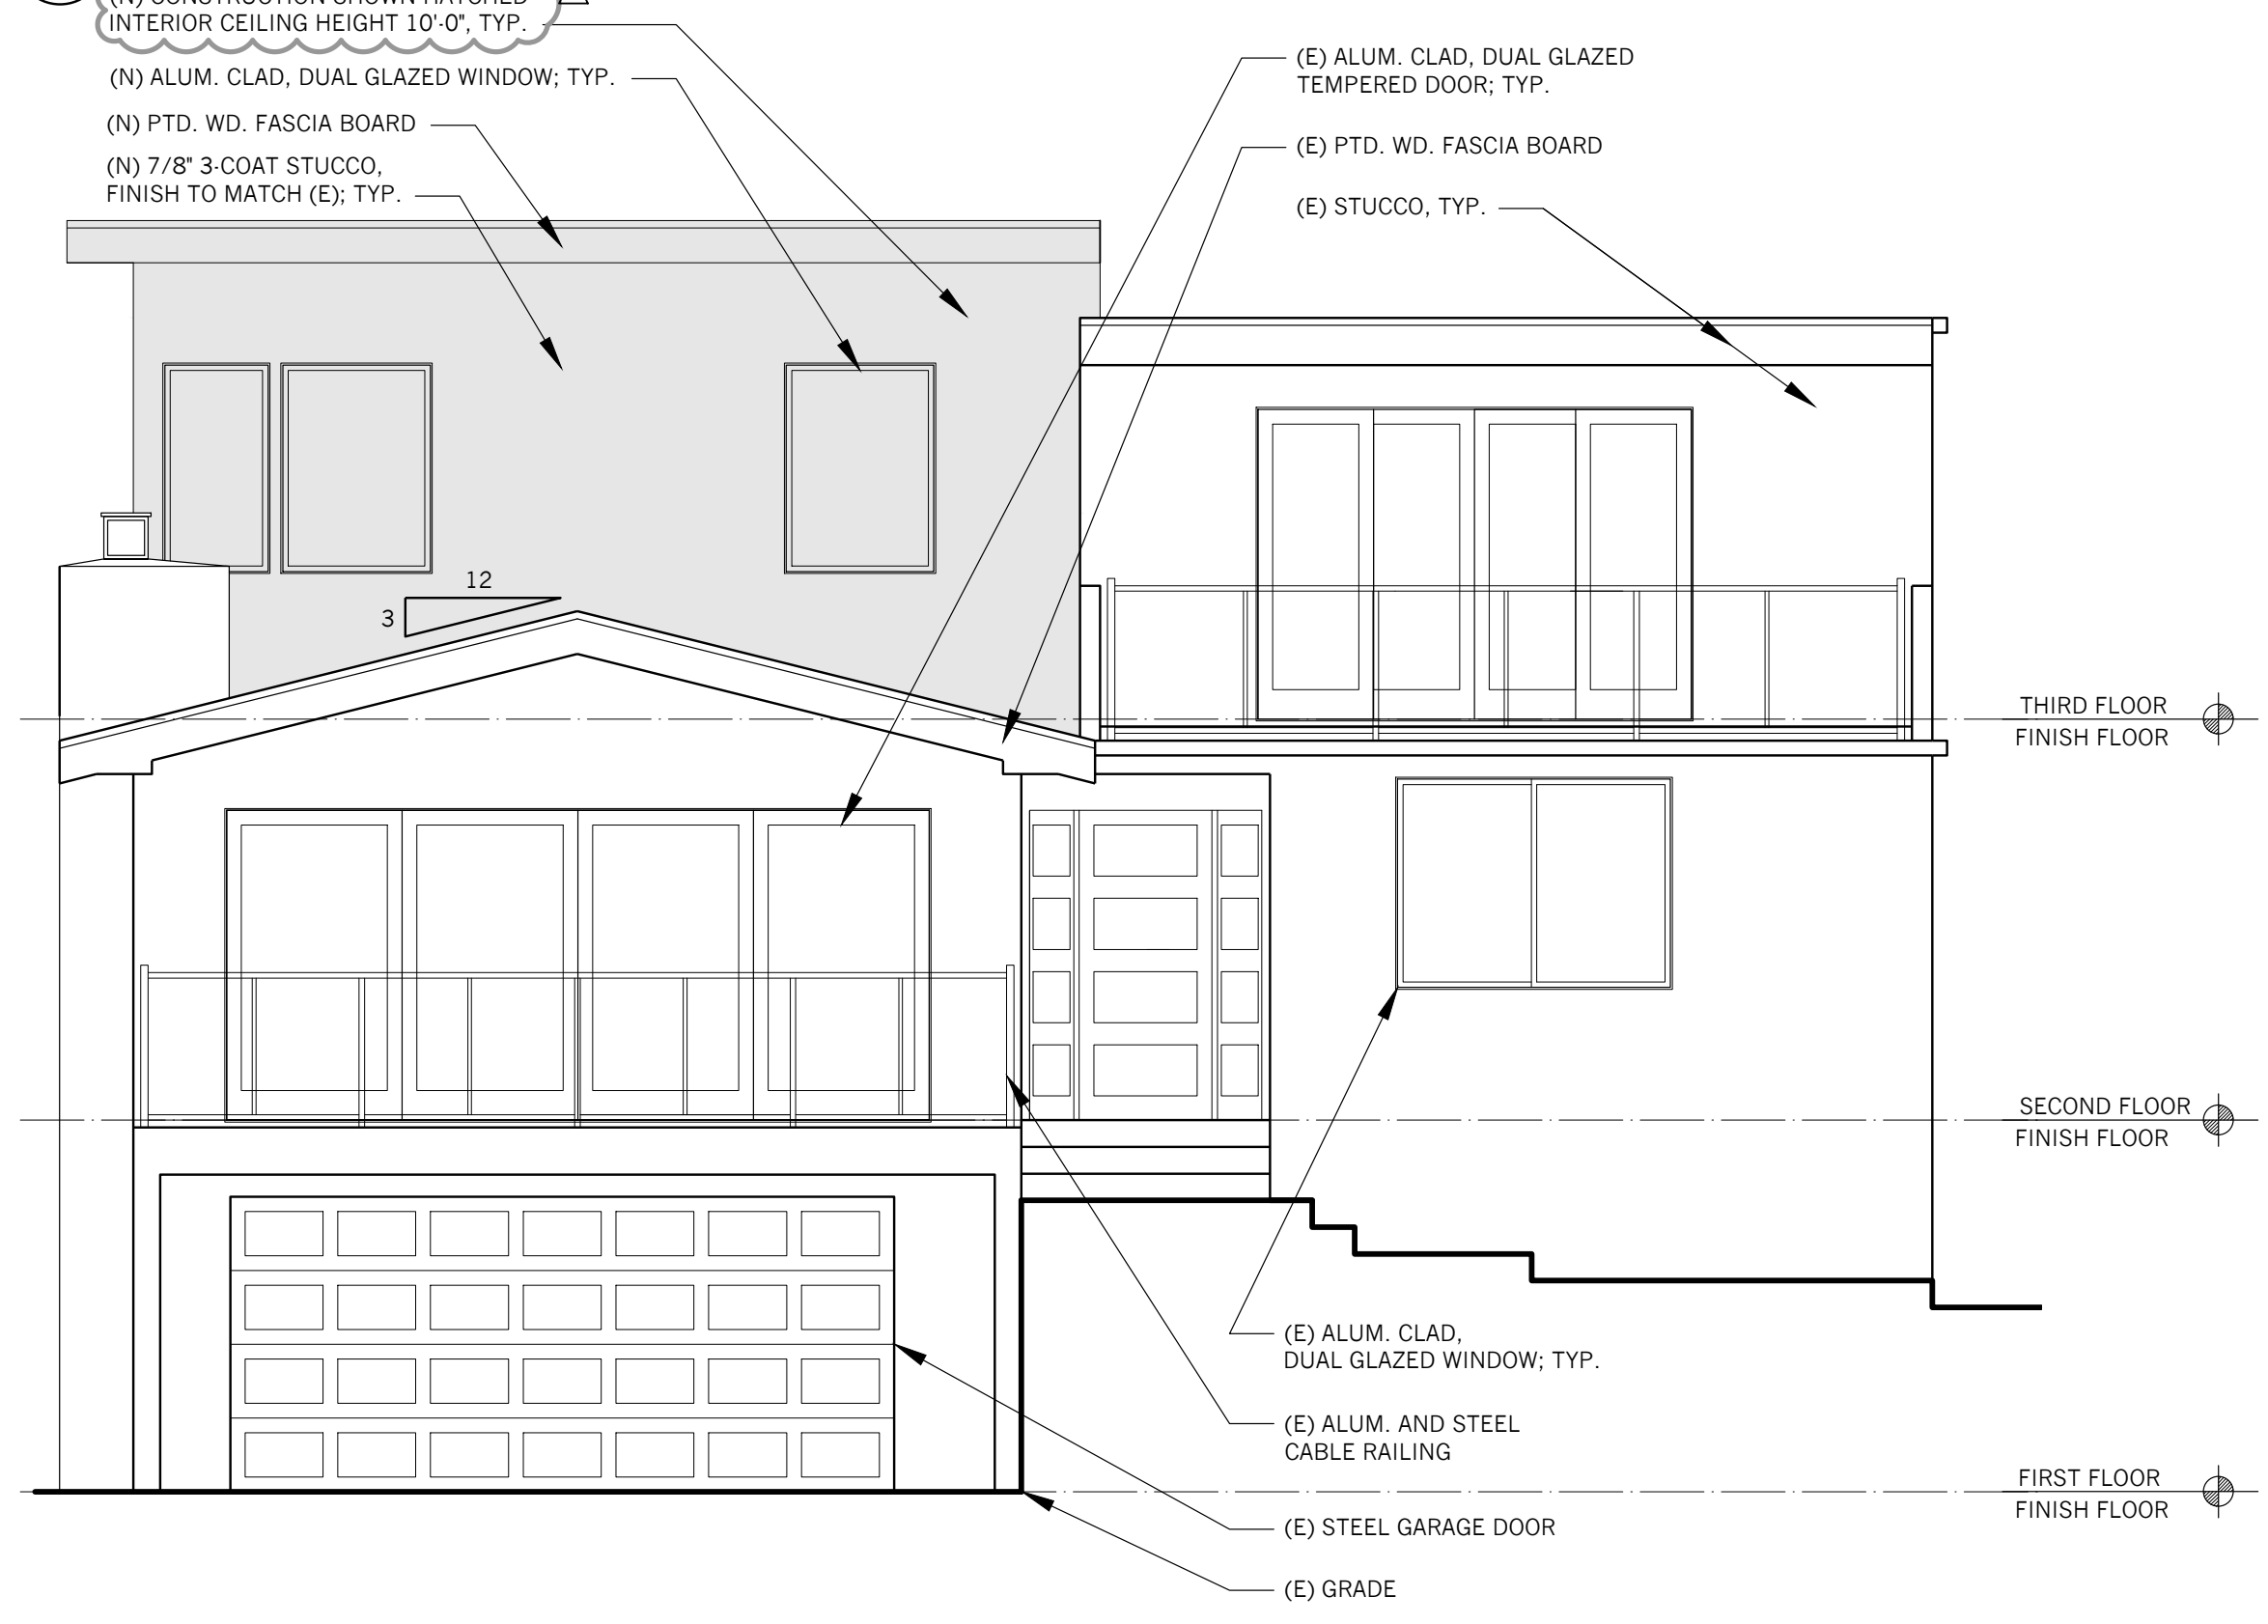 (N) CONSTRUCTION SHOWN HATCHED
INTERIOR CEILING HEIGHT 10'-0", TYP.
(N) ALUM. CLAD, DUAL GLAZED WINDOW; TYP.
(N) PTD. WD. FASCIA BOARD
(N) 7/8" 3-COAT STUCCO,
FINISH TO MATCH (E); TYP.
(E) ALUM. CLAD, DUAL GLAZED
TEMPERED DOOR; TYP.
(E) PTD. WD. FASCIA BOARD
(E) STUCCO, TYP.
12
3
THIRD FLOOR
FINISH FLOOR
SECOND FLOOR
FINISH FLOOR
(E) ALUM. CLAD,
DUAL GLAZED WINDOW; TYP.
(E) ALUM. AND STEEL
CABLE RAILING
FIRST FLOOR
FINISH FLOOR
(E) STEEL GARAGE DOOR
(E) GRADE